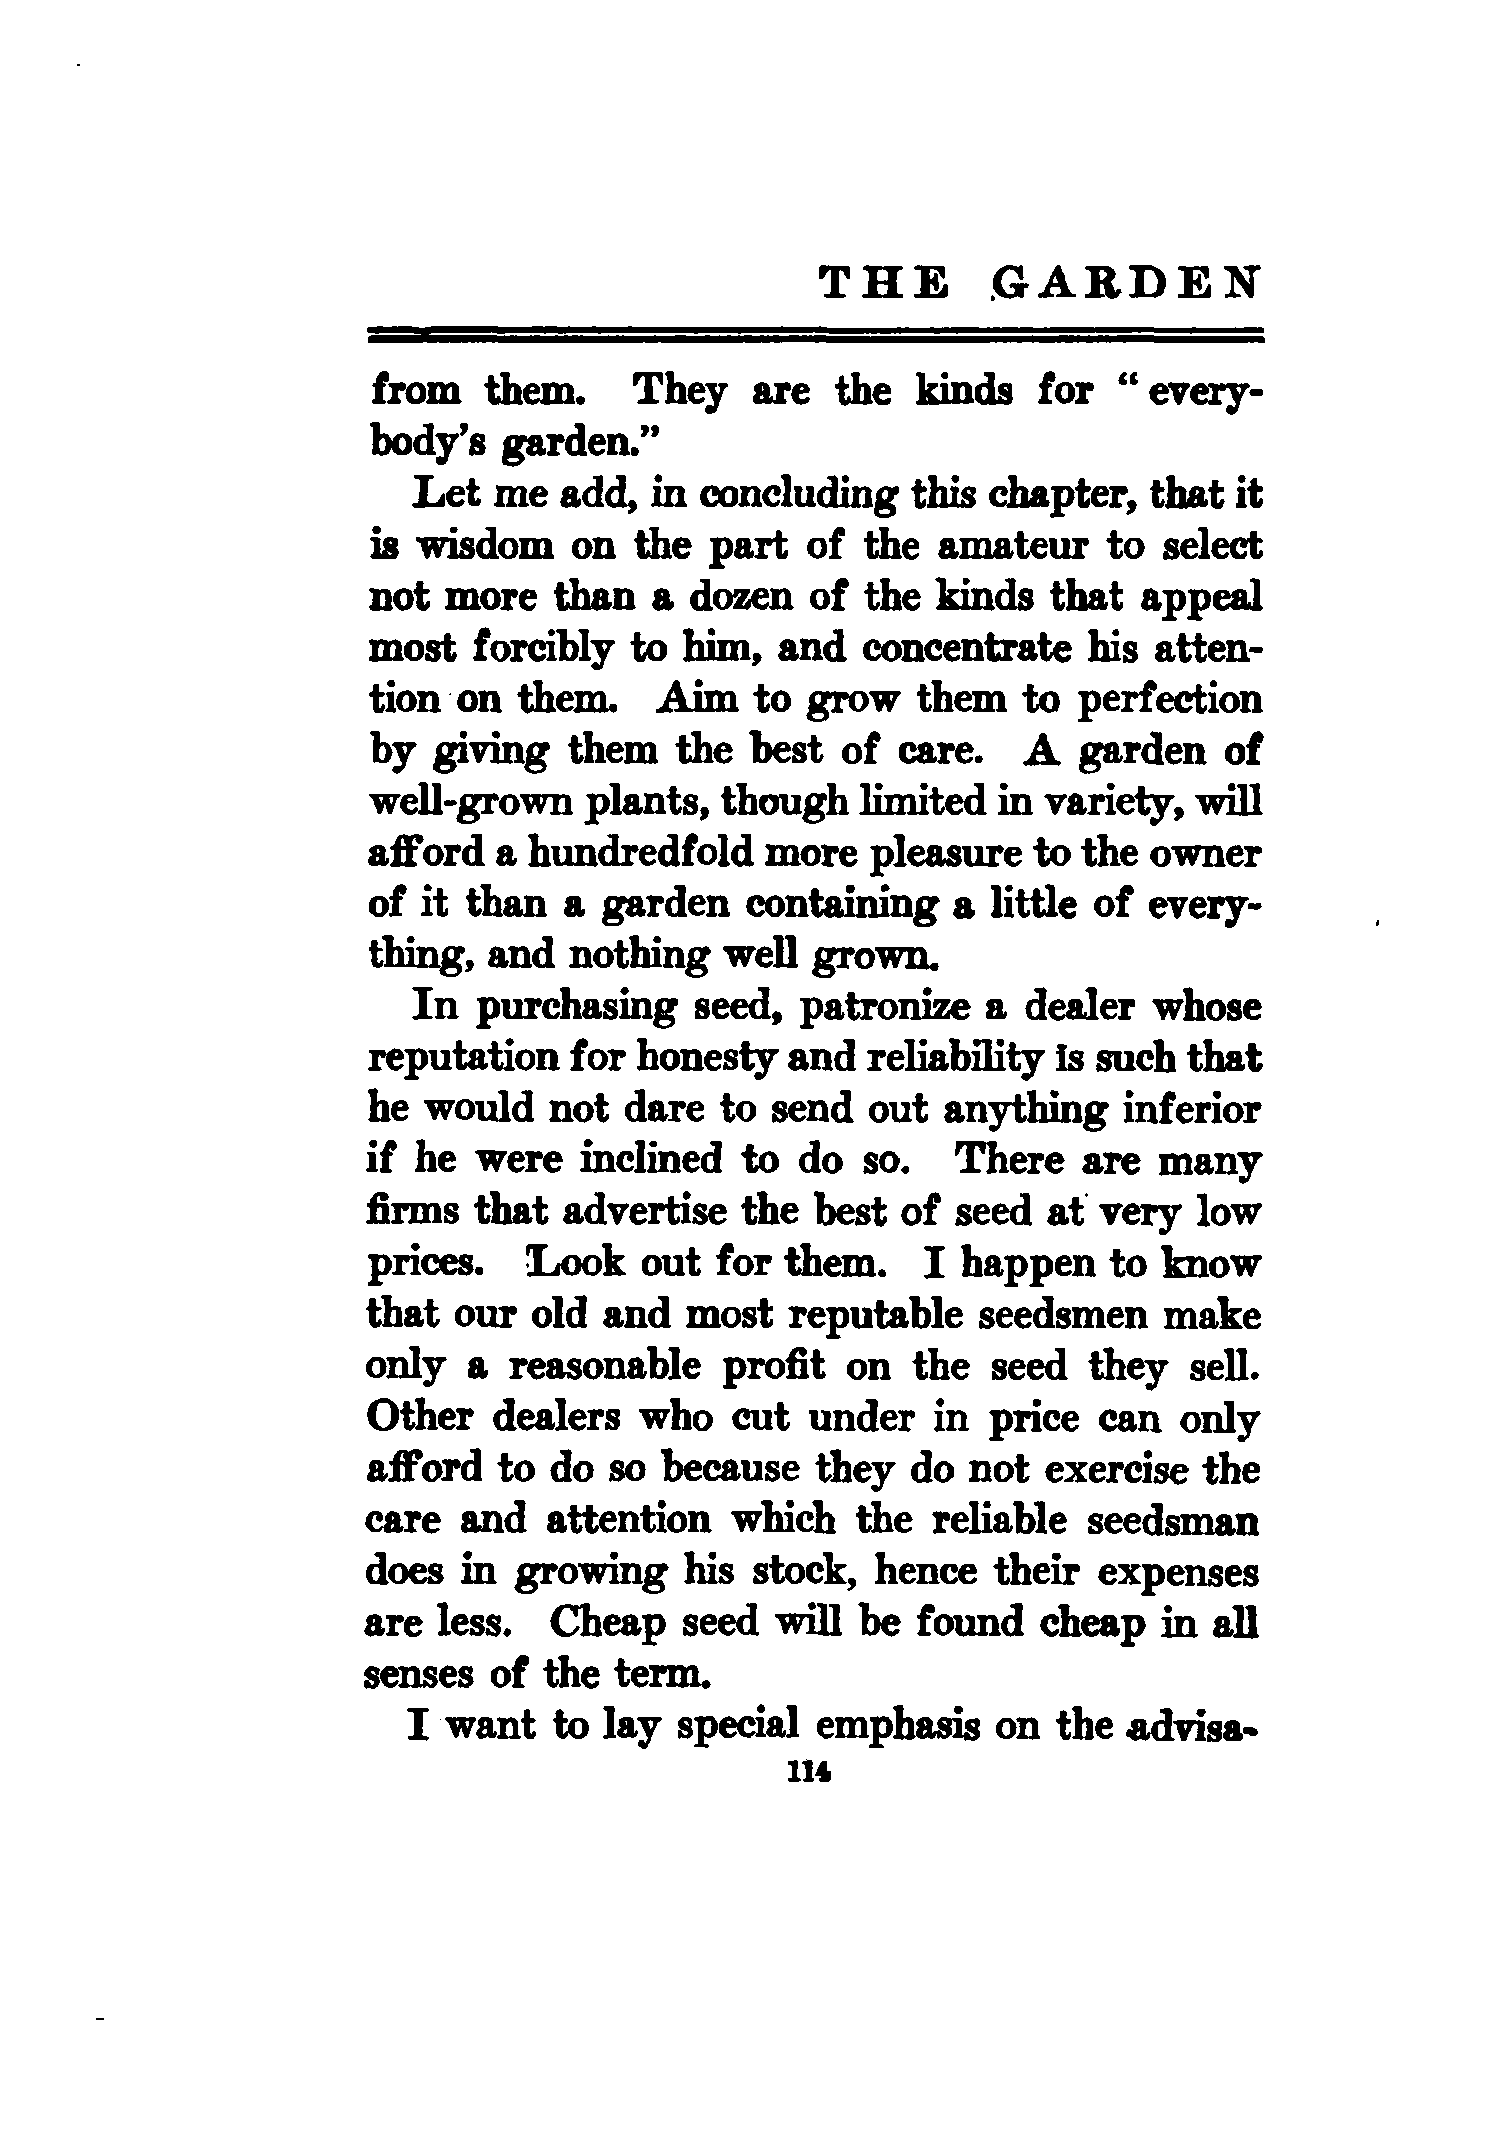 THE GARDEN
from them. They are the kinds for “every-
body's garden.”
Let me add, in concluding this chapter, that it
is wisdom on the part of the amateur to select
not more than a dozen of the kinds that appeal
most forcibly to him, and concentrate his atten-
tion on them. Aim to grow them to perfection
by giving them the best of care. A garden of
well-grown plants, though limited in variety, will
afford a hundredfold more pleasure to the owner
of it than a garden containing a little of every-
thing, and nothing well grown.
In purchasing seed, patronize a dealer whose
reputation for honesty and reliability is such that
he would not dare to send out anything inferior
if he were inclined to do so. There are many
firms that advertise the best of seed at very low
prices. Look out for them. I happen to know
that our old and most reputable seedsmen make
only a reasonable profit on the seed they sell.
Other dealers who cut under in price can only
afford to do so because they do not exercise the
care and attention which the reliable seedsman
does in growing his stock, hence their expenses
are less. Cheap seed will be found cheap in all
senses of the term.
I want to lay special emphasis on the advisa-
114